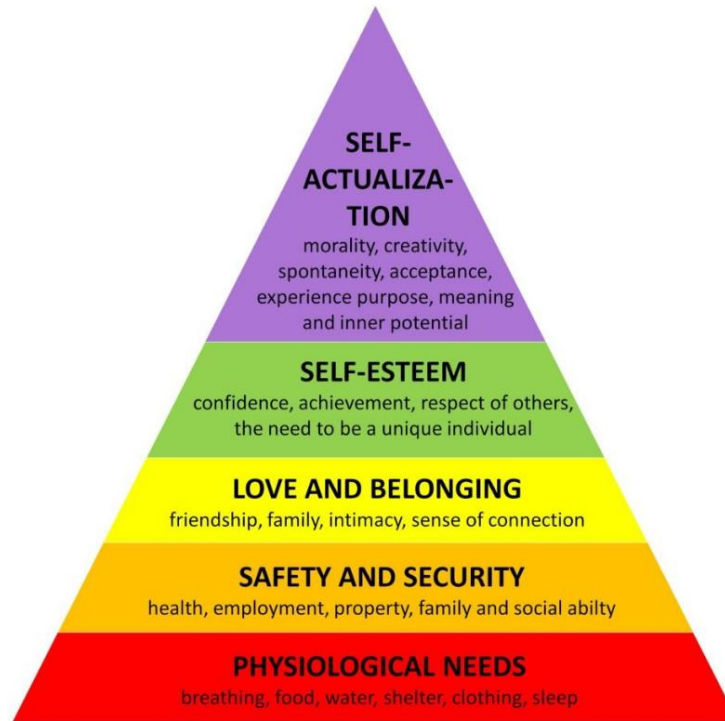 SELF-
ACTUALIZA-
TION
morality, creativity,
spontaneity, acceptance,
experience purpose, meaning
and inner potential
SELF-ESTEEM
confidence, achievement, respect of others,
the need to be a unique individual
LOVE AND BELONGING
friendship, family, intimacy, sense of connection
SAFETY AND SECURITY
health, employment, property, family and social abilty
PHYSIOLOGICAL NEEDS
breathing, food, water, shelter, clothing, sleep